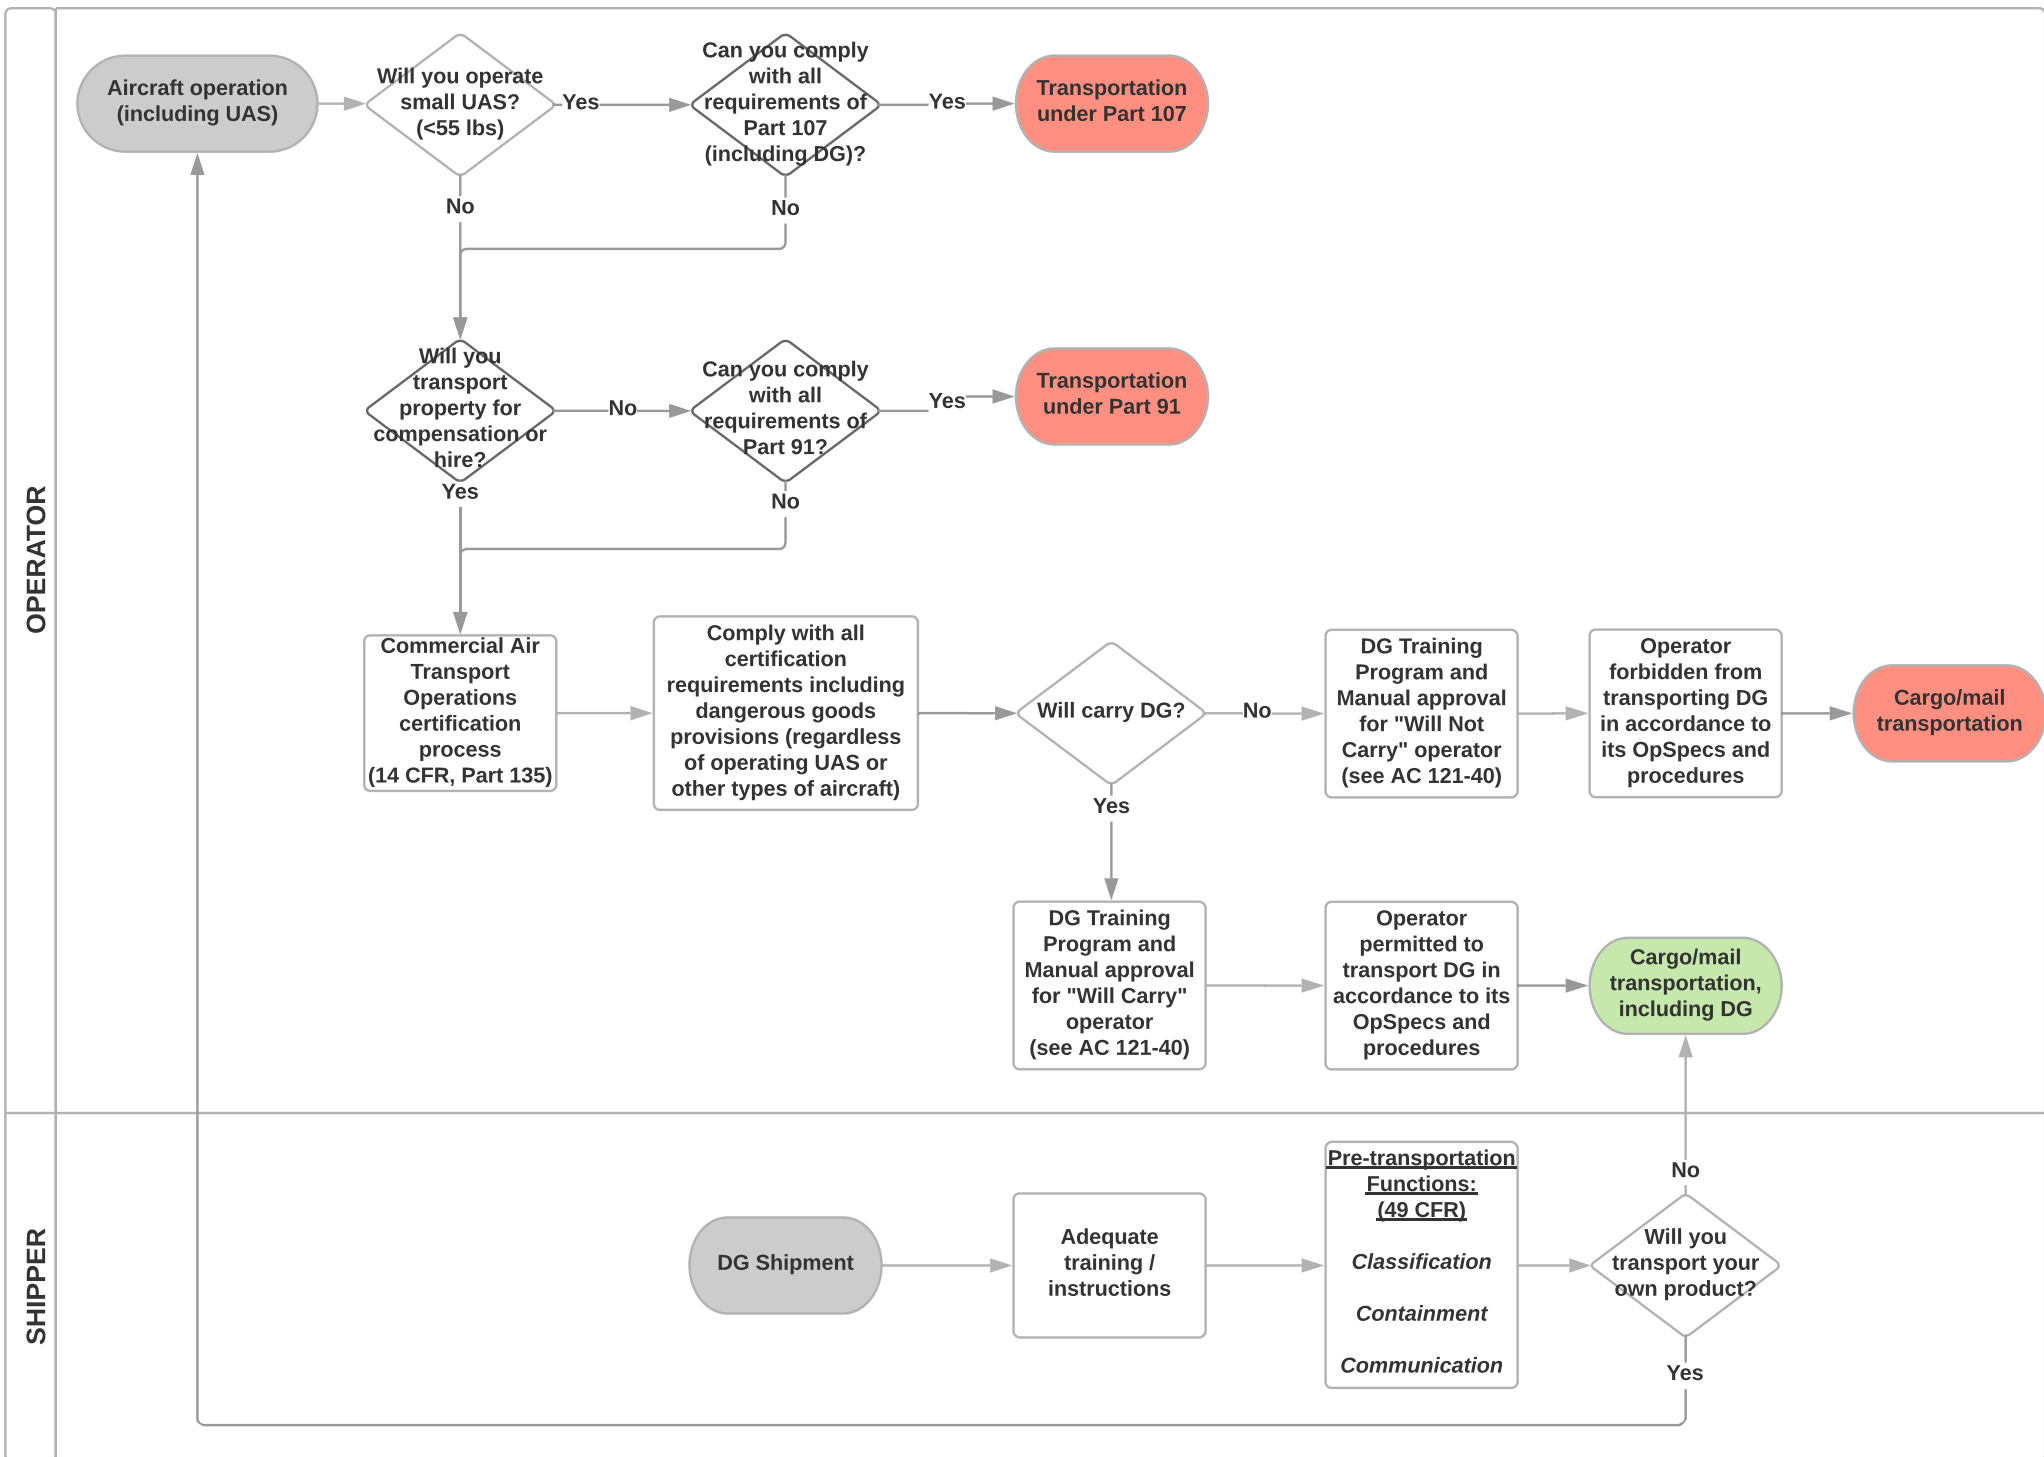 OPERATOR
Aircraft operation
(including UAS)
Will you operate
small UAS?
(<55 lbs)
Yes
No
Can you comply
with all
requirements of
Part 107
(including DG)?
Yes
No
Transportation
under Part 107
Will you
transport
property for
compensation or
hire?
No
Yes
Can you comply
with all
requirements of
Part 91?
Yes
No
Transportation
under Part 91
Commercial Air
Transport
Operations
certification
process
(14 CFR, Part 135)
Comply with all
certification
requirements including
dangerous goods
provisions (regardless
of operating UAS or
other types of aircraft)
Will carry DG?
No
Yes
DG Training
Program and
Manual approval
for "Will Not
Carry" operator
(see AC 121-40)
Operator
forbidden from
transporting DG
in accordance to
its OpSpecs and
procedures
Cargo/mail
transportation
DG Training
Program and
Manual approval
for "Will Carry"
operator
(see AC 121-40)
Operator
permitted to
transport DG in
accordance to its
OpSpecs and
procedures
Cargo/mail
transportation,
including DG
SHIPPER
DG Shipment
Adequate
training /
instructions
Pre-transportation
Functions:
(49 CFR)
Classification
Containment
Communication
Will you
transport your
own product?
No
Yes